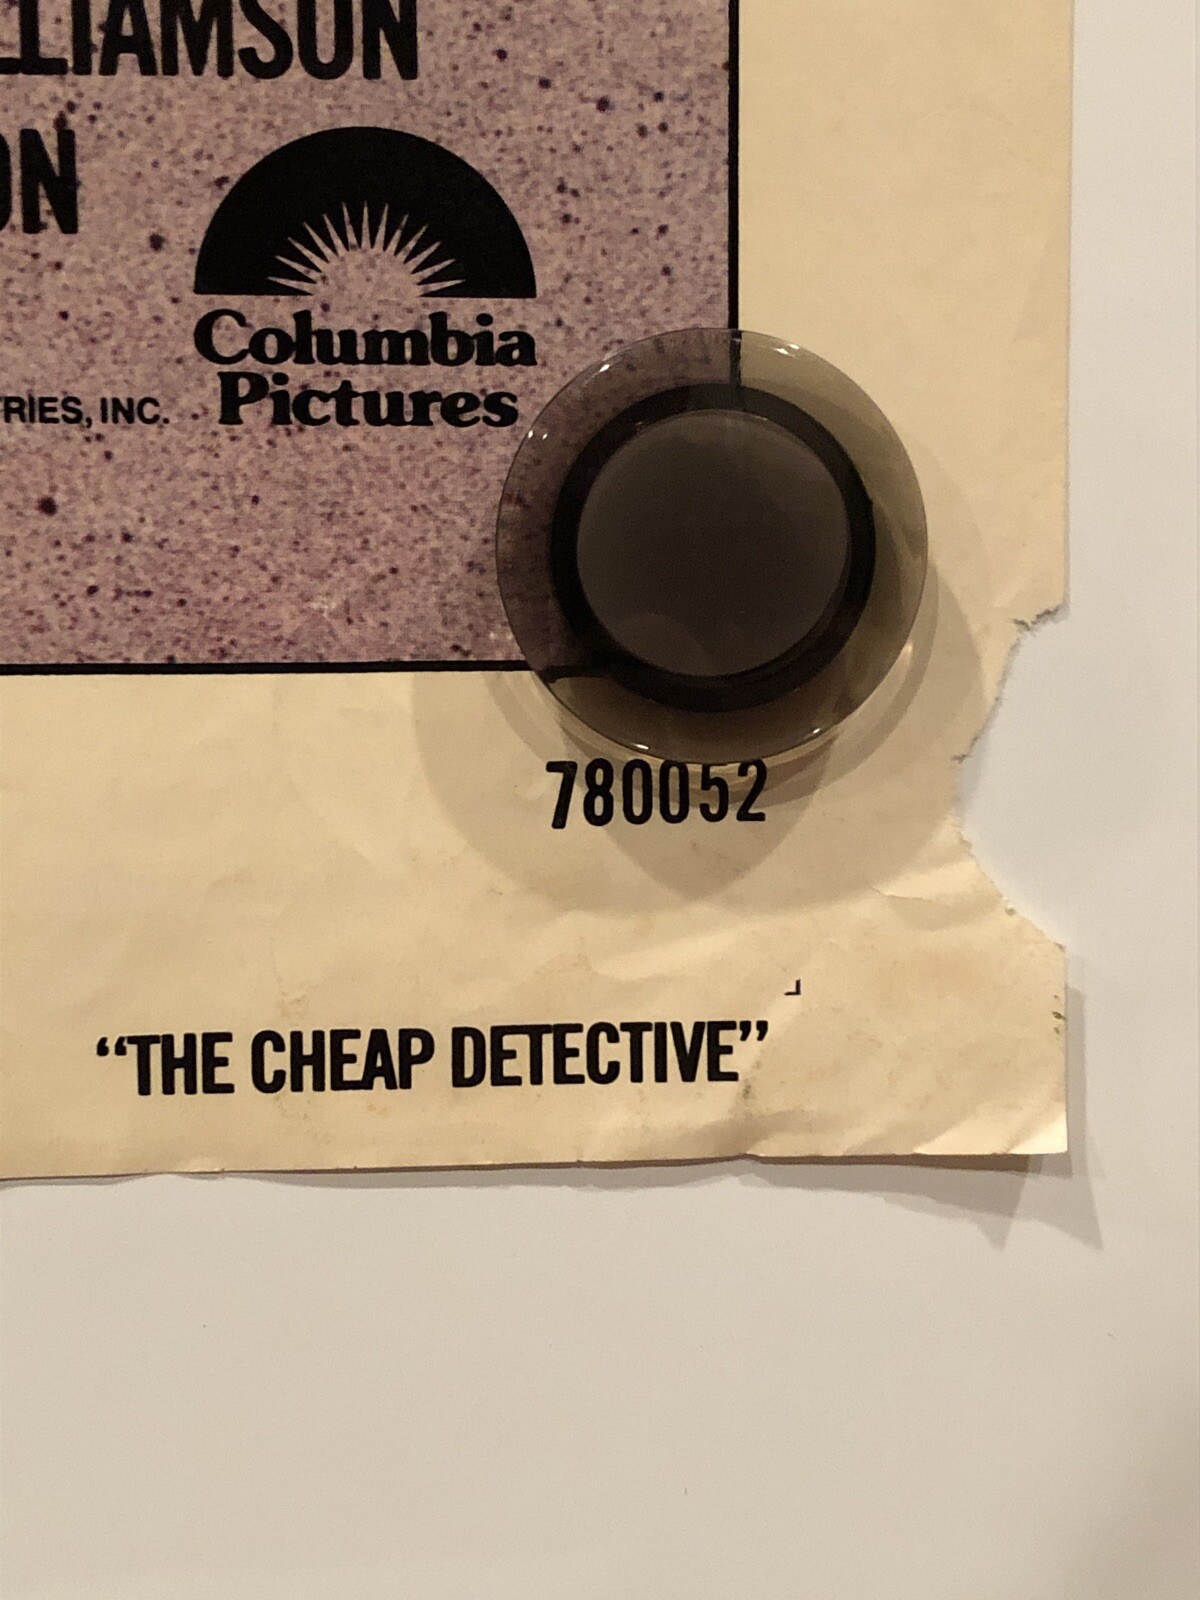 LLIAMSON
ON
Columbia
Pictures
RIES, INC.
780052
“THE CHEAP DETECTIVE”